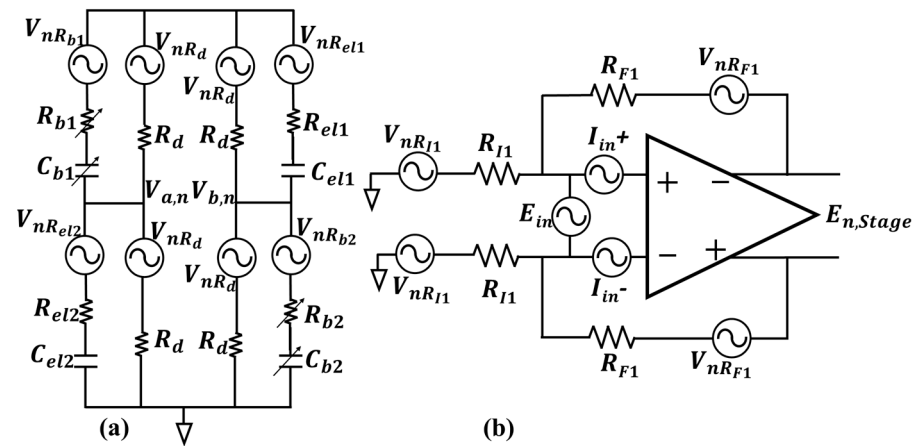 V_{nR_{b1}} V_{nR_d} V_{nR_d} V_{nR_{el1}}
R_{b1} R_d R_d R_{el1}
C_{b1} C_{el1}
V_{a,n} V_{b,n}
V_{nR_{el2}} V_{nR_d} V_{nR_d} V_{nR_{b2}}
R_{el2} R_d R_d R_{b2}
C_{el2} C_{b2}
(a)
R_{F1} V_{nR_{F1}}
V_{nR_{I1}} R_{I1} I_{in}+
+ −
E_{in} E_{n,Stage}
− +
V_{nR_{I1}} R_{I1} I_{in}-
R_{F1} V_{nR_{F1}}
(b)